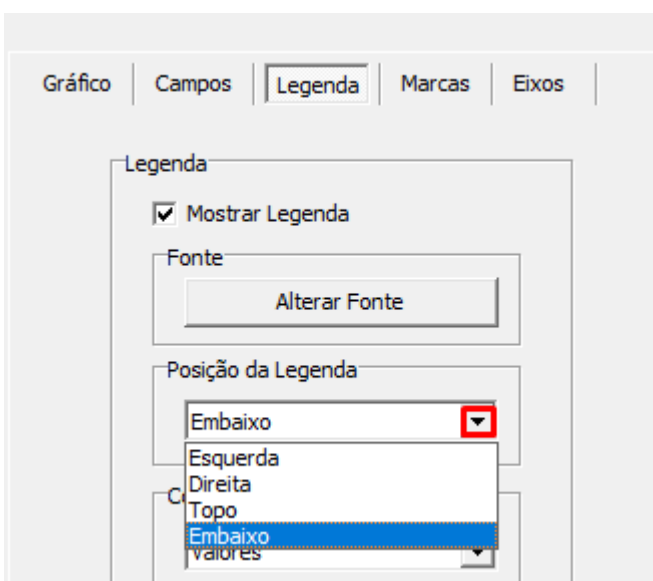 Gráfico Campos Legenda Marcas Eixos
Legenda
Mostrar Legenda
Fonte
Alterar Fonte
Posição da Legenda
Embaixo
Esquerda
Direita
Topo
Embaixo
Valores